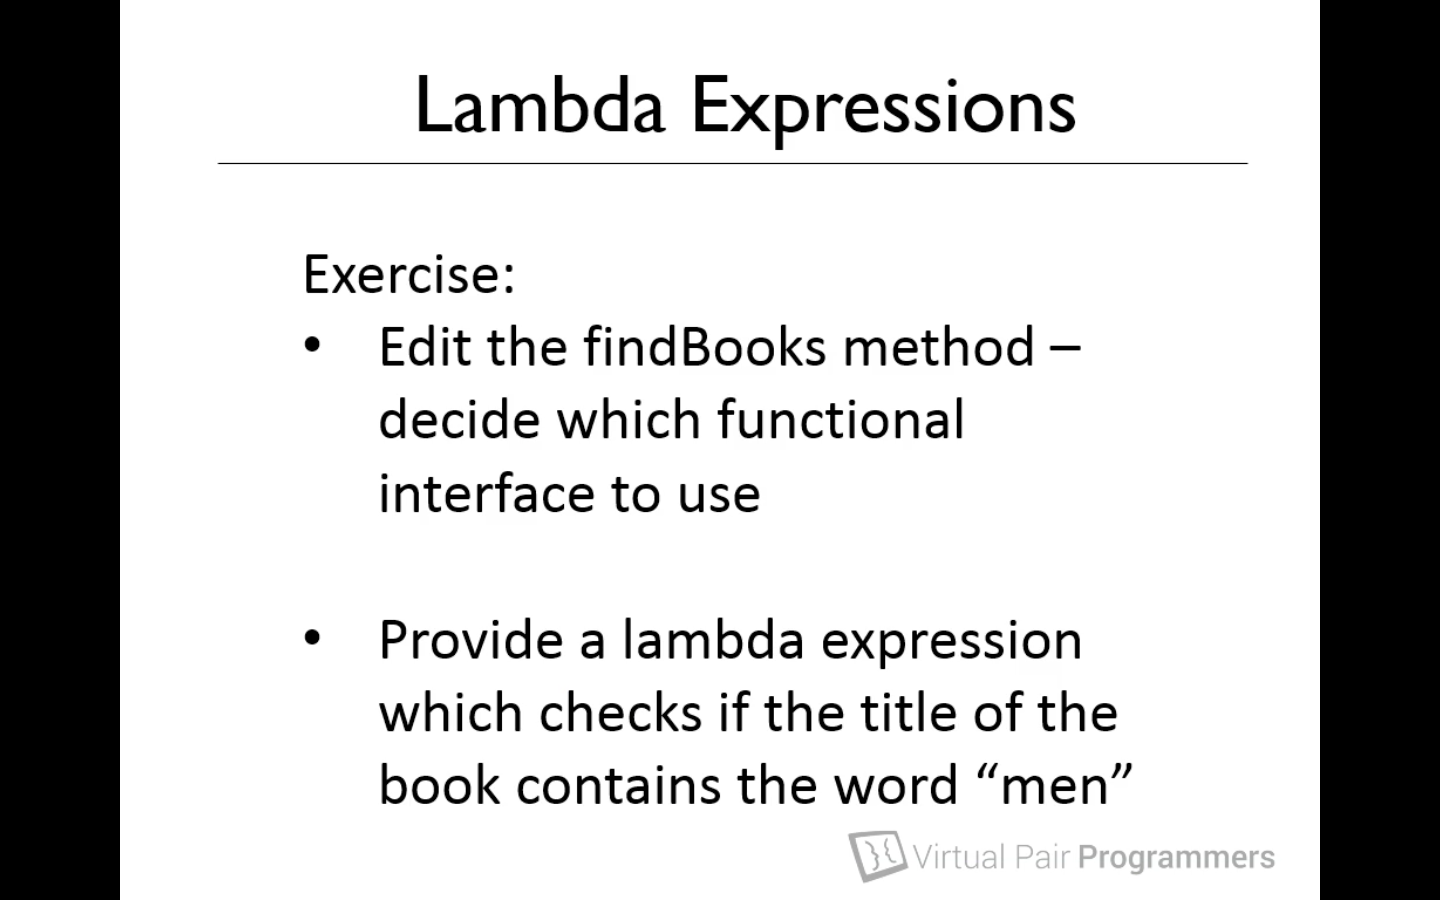 Lambda Expressions
Exercise:
• Edit the findBooks method –
decide which functional
interface to use
• Provide a lambda expression
which checks if the title of the
book contains the word “men”
Virtual Pair Programmers